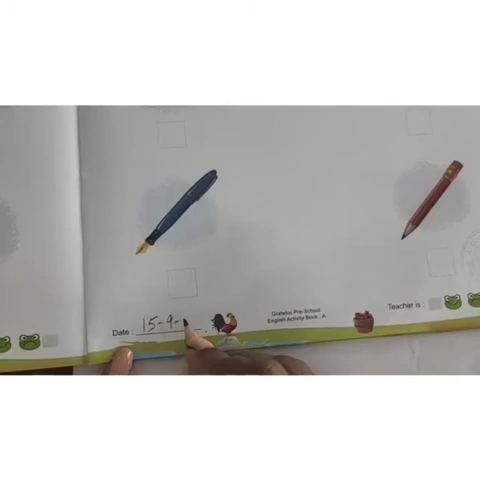 Grafalco Pre-School
English Activity Book : A
Teacher is :
Date : 15-9-